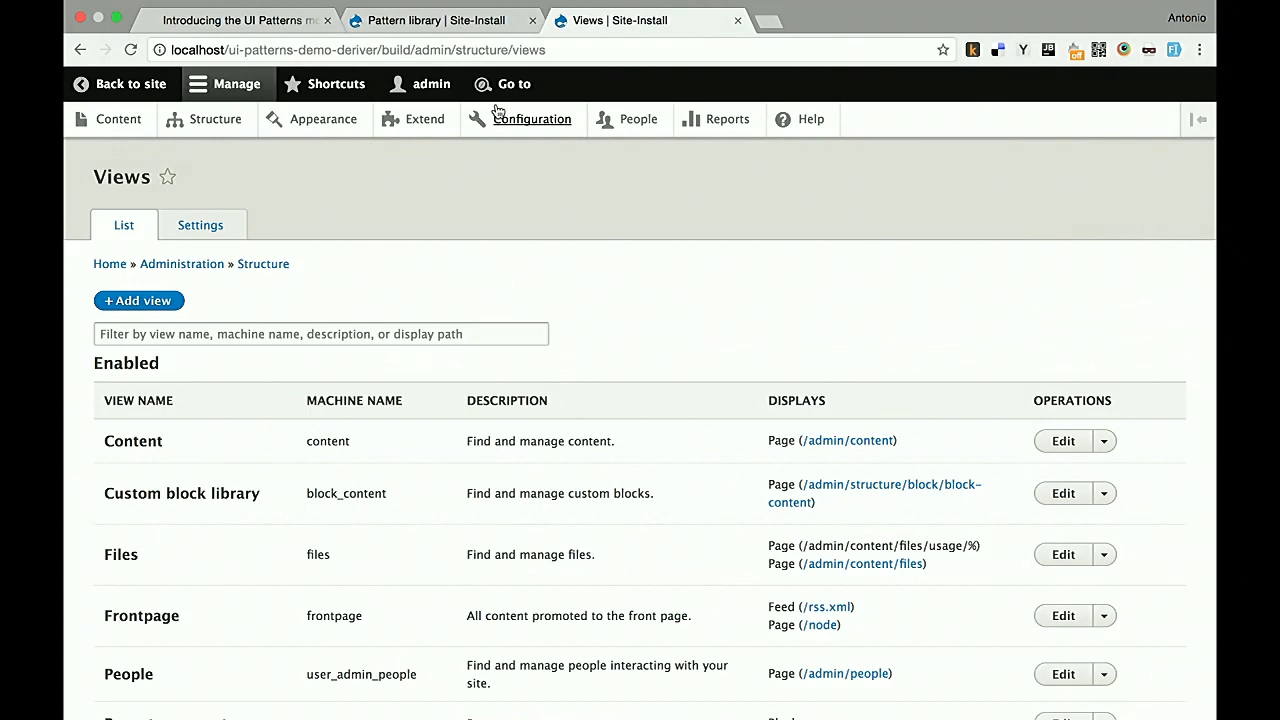 Introducing the UI Patterns m
Pattern library | Site-Install
Views | Site-Install
Antonio
localhost/ui-patterns-demo-deriver/build/admin/structure/views
Back to site
Manage
Shortcuts
admin
Go to
Content
Structure
Appearance
Extend
Configuration
People
Reports
Help
Views
List
Settings
Home » Administration » Structure
+ Add view
Filter by view name, machine name, description, or display path
Enabled
VIEW NAME MACHINE NAME DESCRIPTION DISPLAYS OPERATIONS
Content content Find and manage content. Page (/admin/content) Edit
Custom block library block_content Find and manage custom blocks. Page (/admin/structure/block/block-
content) Edit
Files files Find and manage files. Page (/admin/content/files/usage/%)
Page (/admin/content/files) Edit
Frontpage frontpage All content promoted to the front page. Feed (/rss.xml)
Page (/node) Edit
People user_admin_people Find and manage people interacting with your
site. Page (/admin/people) Edit